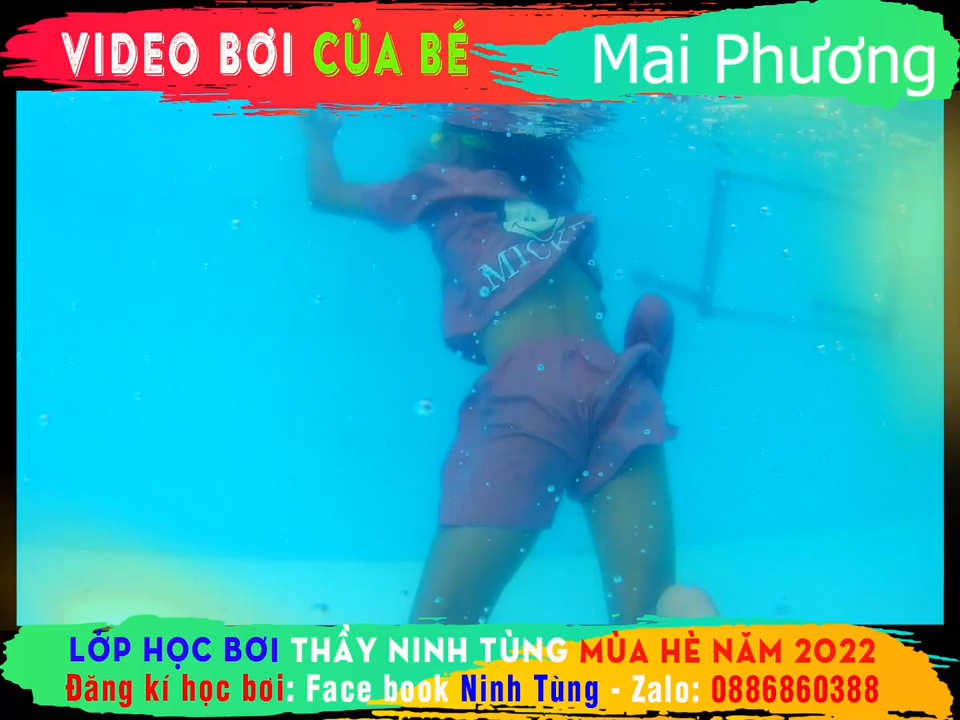 VIDEO BƠI CỦA BÉ
Mai Phương
MICK
LỚP HỌC BƠI THẦY NINH TÙNG MÙA HÈ NĂM 2022
Đăng kí học bơi: Face book Ninh Tùng - Zalo: 0886860388